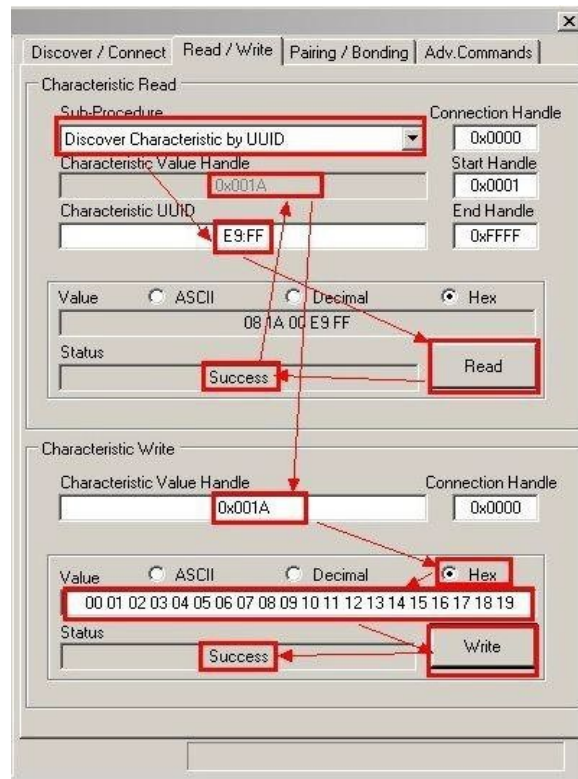 Discover / Connect Read / Write Pairing / Bonding Adv.Commands
Characteristic Read
Sub-Procedure Connection Handle
Discover Characteristic by UUID 0x0000
Characteristic Value Handle Start Handle
0x001A 0x0001
Characteristic UUID End Handle
E9:FF 0xFFFF
Value ASCII Decimal Hex
08 1A 00 E9 FF
Status
Success Read
Characteristic Write
Characteristic Value Handle Connection Handle
0x001A 0x0000
Value ASCII Decimal Hex
00 01 02 03 04 05 06 07 08 09 10 11 12 13 14 15 16 17 18 19
Status
Success Write